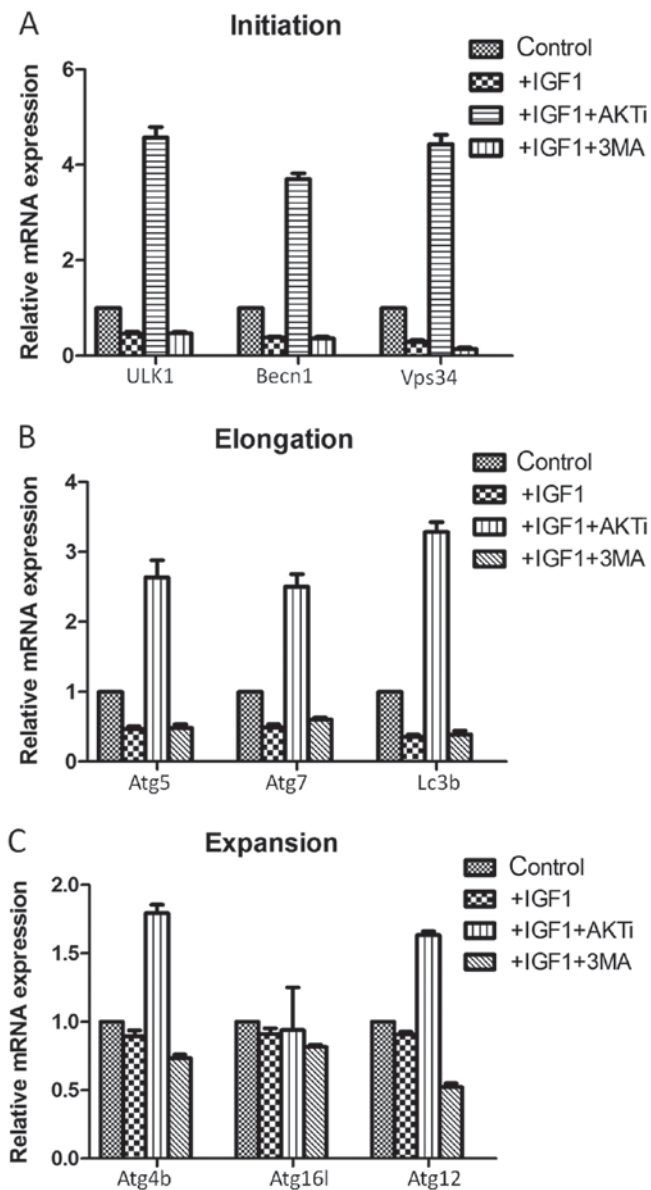 A
Initiation
Control
+IGF1
+IGF1+AKTi
+IGF1+3MA
Relative mRNA expression
6
4
2
0
ULK1 Becn1 Vps34
B
Elongation
Control
+IGF1
+IGF1+AKTi
+IGF1+3MA
Relative mRNA expression
4
3
2
1
0
Atg5 Atg7 Lc3b
C
Expansion
Control
+IGF1
+IGF1+AKTi
+IGF1+3MA
Relative mRNA expression
2.0
1.5
1.0
0.5
0.0
Atg4b Atg16l Atg12